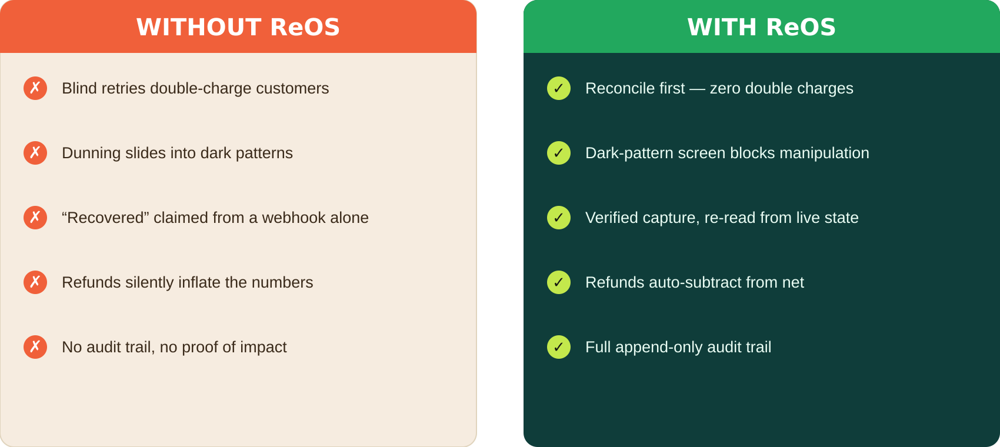 WITHOUT ReOS
✗ Blind retries double-charge customers
✗ Dunning slides into dark patterns
✗ “Recovered” claimed from a webhook alone
✗ Refunds silently inflate the numbers
✗ No audit trail, no proof of impact
WITH ReOS
✓ Reconcile first — zero double charges
✓ Dark-pattern screen blocks manipulation
✓ Verified capture, re-read from live state
✓ Refunds auto-subtract from net
✓ Full append-only audit trail